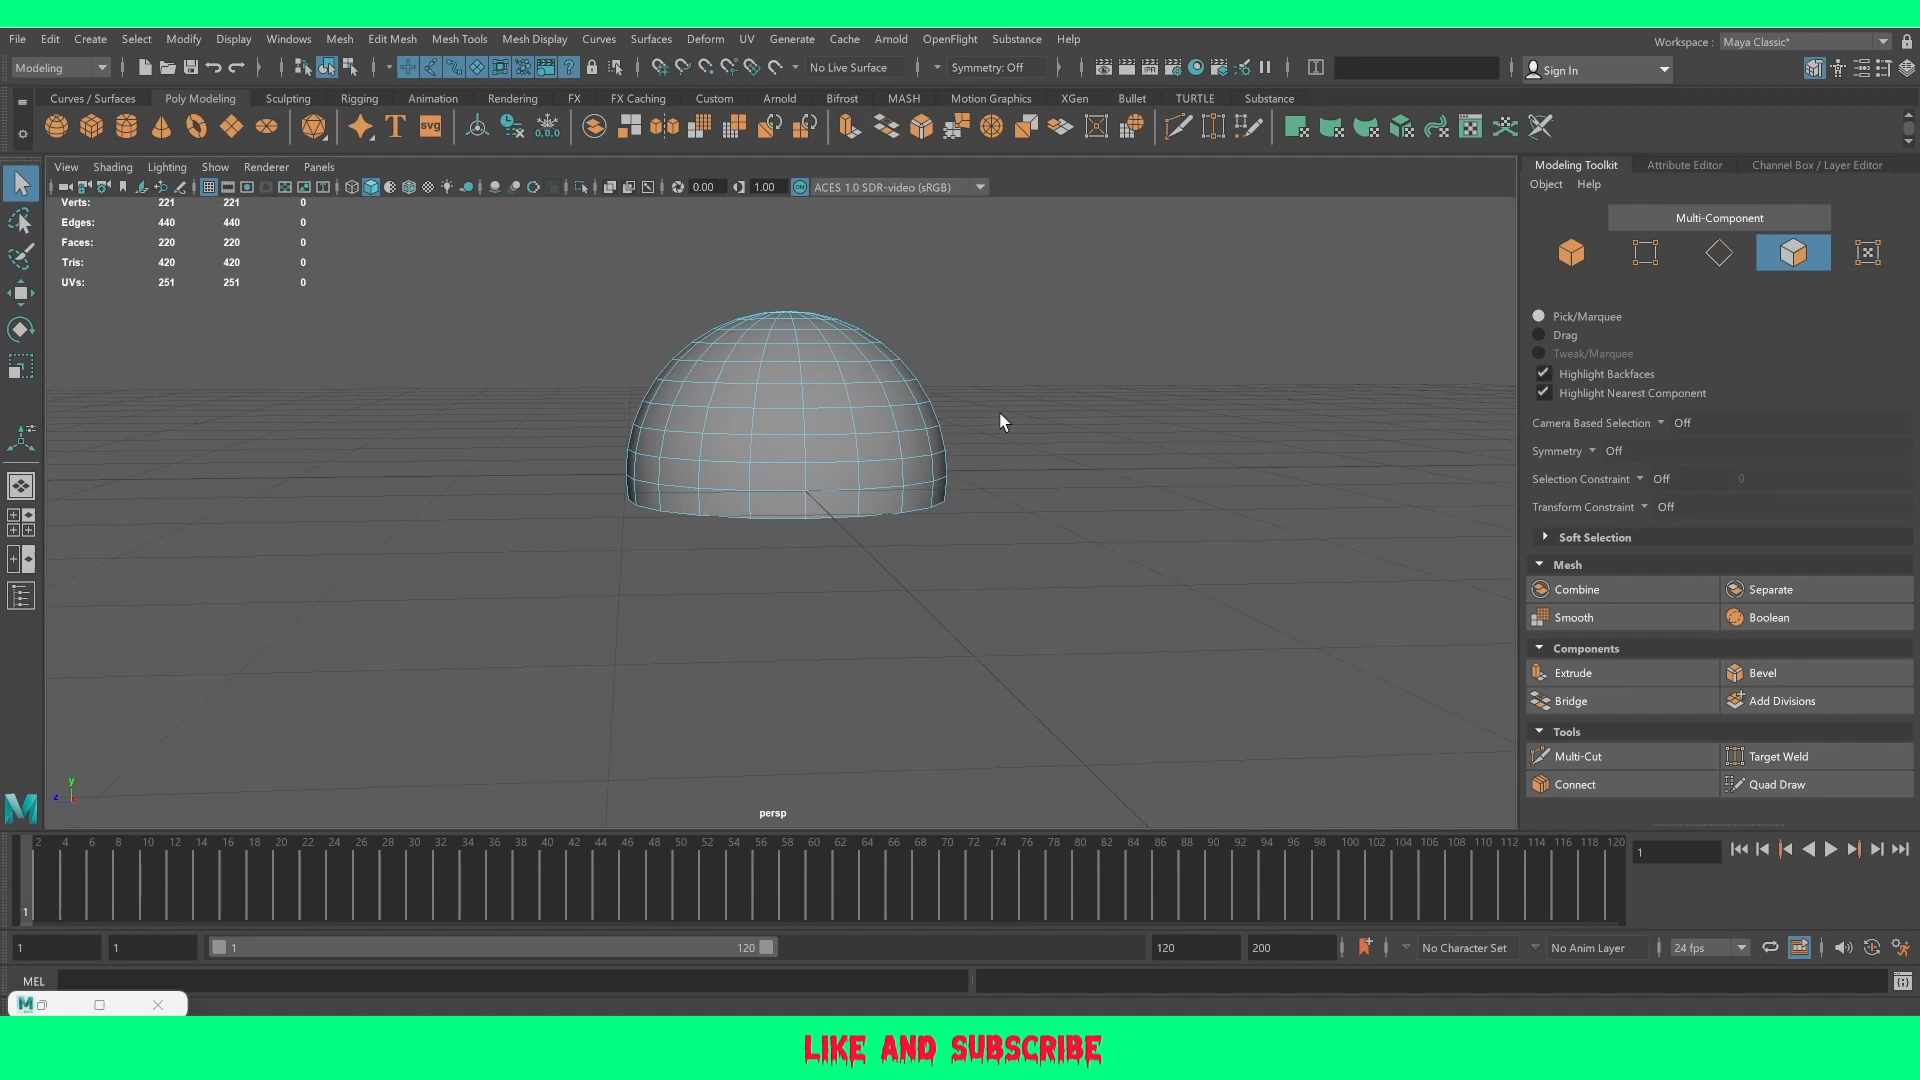 File Edit Create Select Modify Display Windows Mesh Edit Mesh Mesh Tools Mesh Display Curves Surfaces Deform UV Generate Cache Arnold OpenFlight Substance Help
Workspace : Maya Classic*
Modeling No Live Surface Symmetry: Off Sign In
Curves / Surfaces Poly Modeling Sculpting Rigging Animation Rendering FX FX Caching Custom Arnold Bifrost MASH Motion Graphics XGen Bullet TURTLE Substance
T svg 0,0,0
View Shading Lighting Show Renderer Panels
0.00 1.00 ON ACES 1.0 SDR-video (sRGB)
Verts: 221 221 0
Edges: 440 440 0
Faces: 220 220 0
Tris: 420 420 0
UVs: 251 251 0
y
z
persp
Modeling Toolkit Attribute Editor Channel Box / Layer Editor
Object Help
Multi-Component
Pick/Marquee
Drag
Tweak/Marquee
Highlight Backfaces
Highlight Nearest Component
Camera Based Selection Off
Symmetry Off
Selection Constraint Off 0
Transform Constraint Off
Soft Selection
Mesh
Combine Separate
Smooth Boolean
Components
Extrude Bevel
Bridge Add Divisions
Tools
Multi-Cut Target Weld
Connect Quad Draw
2 4 6 8 10 12 14 16 18 20 22 24 26 28 30 32 34 36 38 40 42 44 46 48 50 52 54 56 58 60 62 64 66 68 70 72 74 76 78 80 82 84 86 88 90 92 94 96 98 100 102 104 106 108 110 112 114 116 118 120
1
1
1 1 1 120 120 200 No Character Set No Anim Layer 24 fps
MEL
LIKE AND SUBSCRIBE